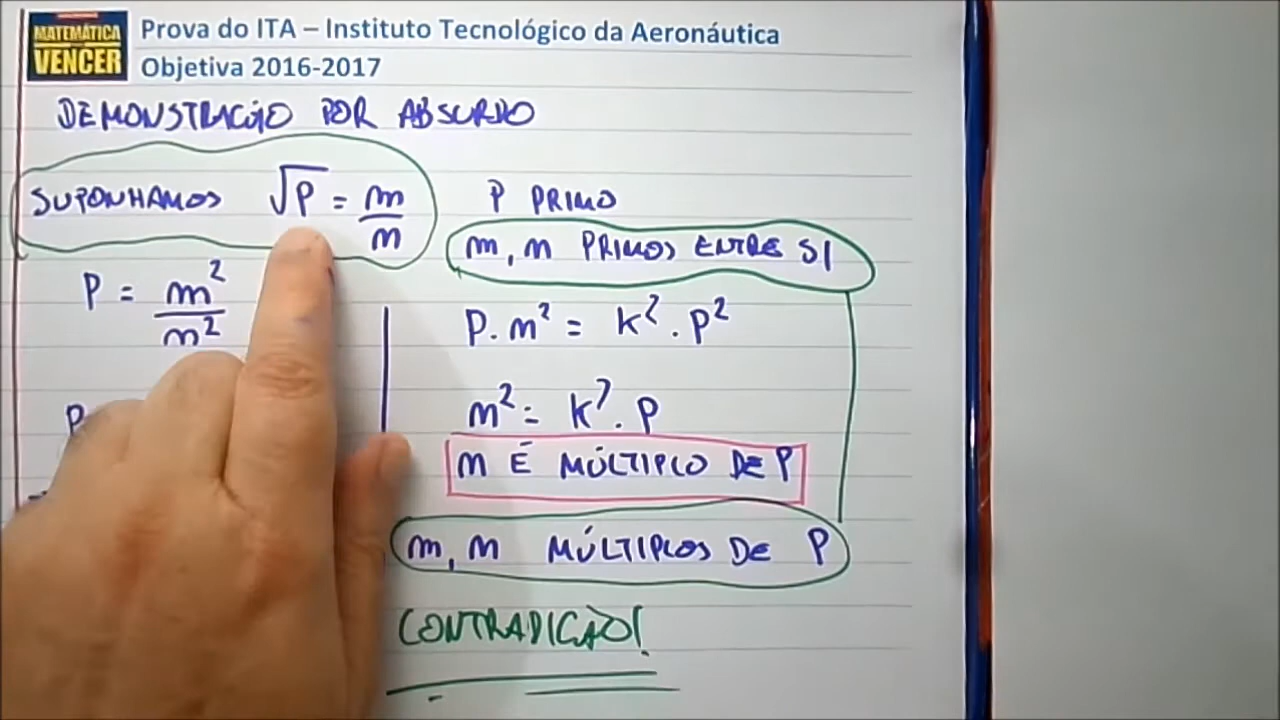 MATEMÁTICA
VENCER
Prova do ITA – Instituto Tecnológico da Aeronáutica
Objetiva 2016-2017
DEMONSTRAÇÃO POR ABSURDO
SUPONHAMOS √P = m/n
P PRIMO
m, n PRIMOS ENTRE SI
P = m²/n²
P
P.n² = K².P²
n² = K².P
n É MÚLTIPLO DE P
m, n MÚLTIPLOS DE P
CONTRADIÇÃO!